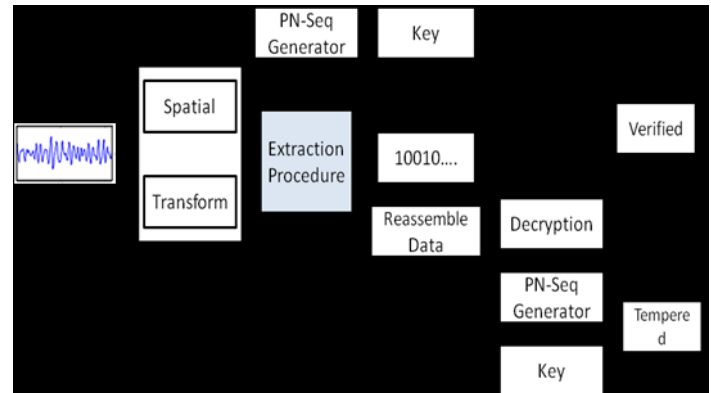 PN-Seq
Generator
Key
Spatial
Transform
Extraction
Procedure
10010....
Verified
Reassemble
Data
Decryption
PN-Seq
Generator
Tempere
d
Key